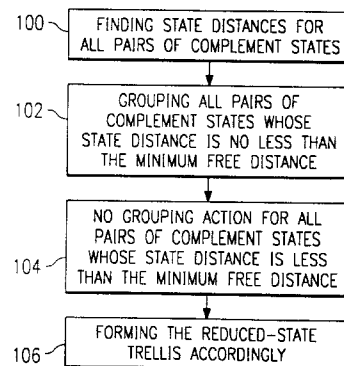 100
FINDING STATE DISTANCES FOR
ALL PAIRS OF COMPLEMENT STATES
102
GROUPING ALL PAIRS OF
COMPLEMENT STATES WHOSE
STATE DISTANCE IS NO LESS THAN
THE MINIMUM FREE DISTANCE
104
NO GROUPING ACTION FOR ALL
PAIRS OF COMPLEMENT STATES
WHOSE STATE DISTANCE IS LESS
THAN THE MINIMUM FREE DISTANCE
106
FORMING THE REDUCED-STATE
TRELLIS ACCORDINGLY